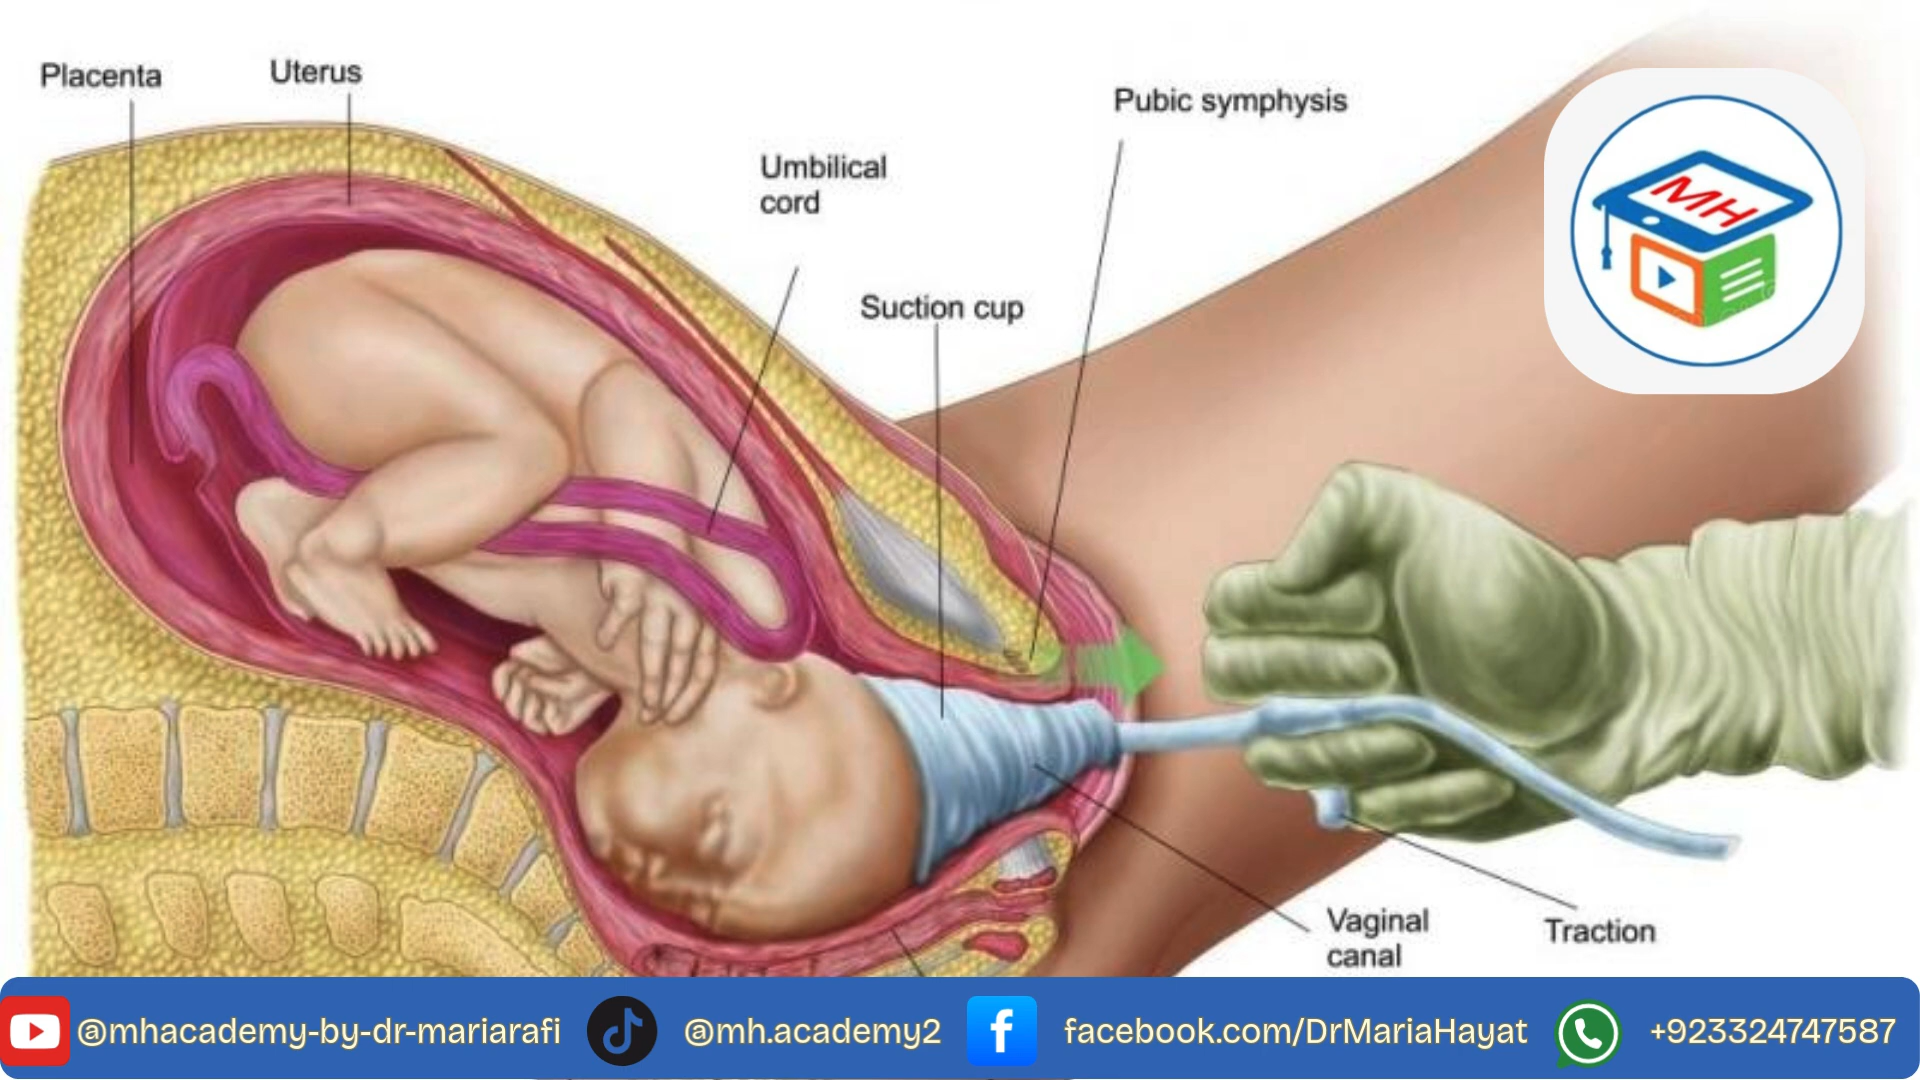 Placenta
Uterus
Pubic symphysis
MH
Umbilical
cord
Suction cup
Vaginal
canal
Traction
@mhacademy-by-dr-mariarafi
@mh.academy2
facebook.com/DrMariaHayat
+923324747587